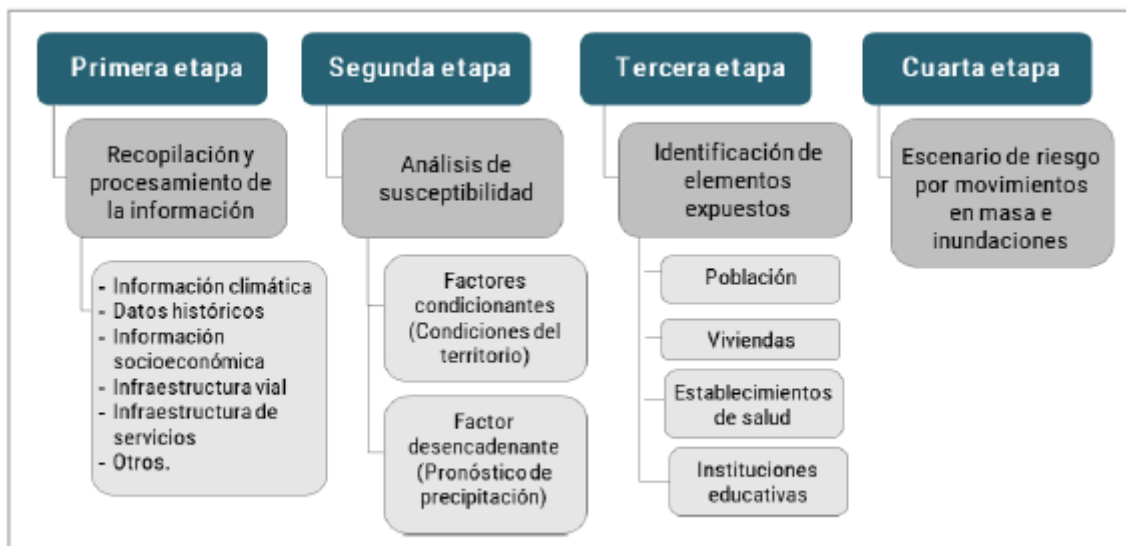 Primera etapa
Recopilación y
procesamiento de
la información
- Información climática
- Datos históricos
- Información
socioeconómica
- Infraestructura vial
- Infraestructura de
servicios
- Otros.
Segunda etapa
Análisis de
susceptibilidad
Factores
condicionantes
(Condiciones del
territorio)
Factor
desencadenante
(Pronóstico de
precipitación)
Tercera etapa
Identificación de
elementos
expuestos
Población
Viviendas
Establecimientos
de salud
Instituciones
educativas
Cuarta etapa
Escenario de riesgo
por movimientos
en masa e
inundaciones